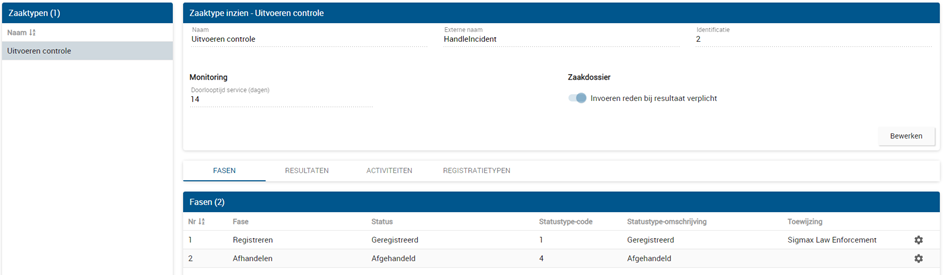 Zaaktypen (1)
Naam
Uitvoeren controle
Zaaktype inzien - Uitvoeren controle
Naam Externe naam Identificatie
Uitvoeren controle HandleIncident 2
Monitoring Zaakdossier
Doorlooptijd service (dagen)
14 Invoeren reden bij resultaat verplicht
Bewerken
FASEN RESULTATEN ACTIVITEITEN REGISTRATIETYPEN
Fasen (2)
Nr Fase Status Statustype-code Statustype-omschrijving Toewijzing
1 Registreren Geregistreerd 1 Geregistreerd Sigmax Law Enforcement
2 Afhandelen Afgehandeld 4 Afgehandeld